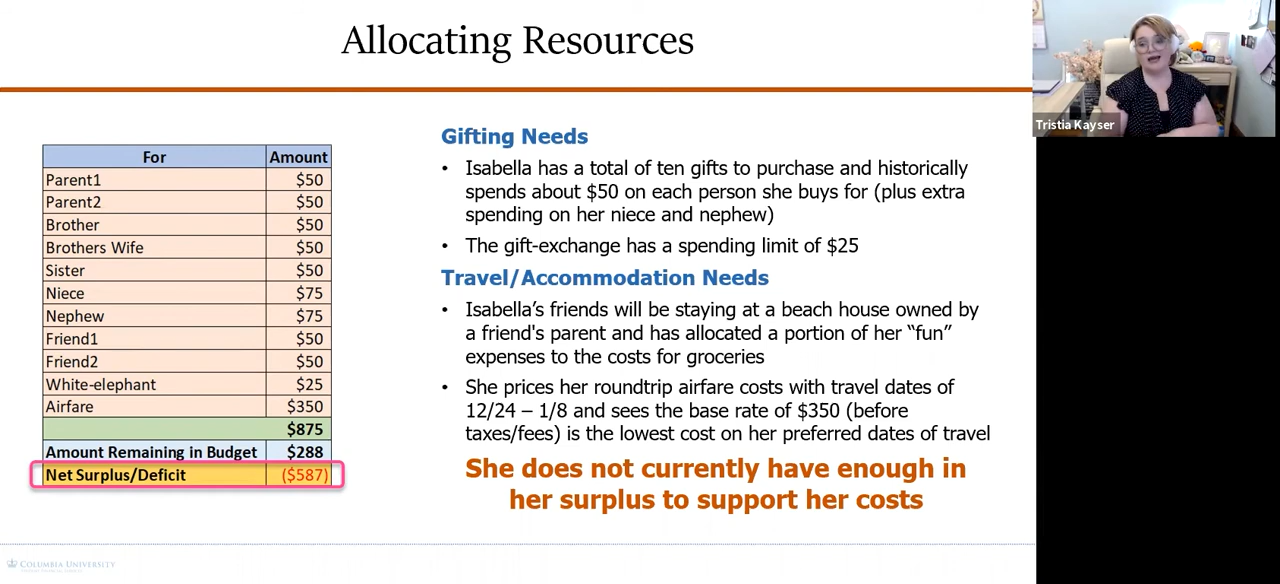 Allocating Resources
Tristia Kayser
For Amount
Parent1 $50
Parent2 $50
Brother $50
Brothers Wife $50
Sister $50
Niece $75
Nephew $75
Friend1 $50
Friend2 $50
White-elephant $25
Airfare $350
$875
Amount Remaining in Budget $288
Net Surplus/Deficit ($587)
Gifting Needs
• Isabella has a total of ten gifts to purchase and historically
spends about $50 on each person she buys for (plus extra
spending on her niece and nephew)
• The gift-exchange has a spending limit of $25
Travel/Accommodation Needs
• Isabella’s friends will be staying at a beach house owned by
a friend's parent and has allocated a portion of her “fun”
expenses to the costs for groceries
• She prices her roundtrip airfare costs with travel dates of
12/24 – 1/8 and sees the base rate of $350 (before
taxes/fees) is the lowest cost on her preferred dates of travel
She does not currently have enough in
her surplus to support her costs
COLUMBIA UNIVERSITY